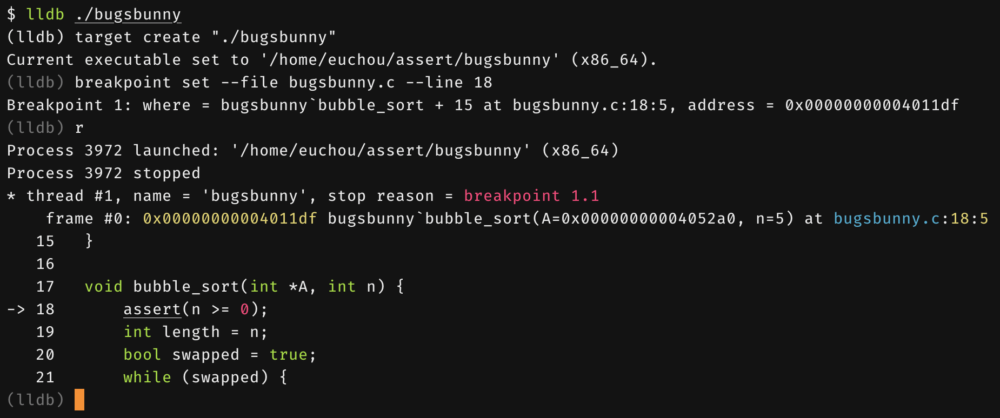 $ lldb ./bugsbunny
(lldb) target create "./bugsbunny"
Current executable set to '/home/euchou/assert/bugsbunny' (x86_64).
(lldb) breakpoint set --file bugsbunny.c --line 18
Breakpoint 1: where = bugsbunny`bubble_sort + 15 at bugsbunny.c:18:5, address = 0x00000000004011df
(lldb) r
Process 3972 launched: '/home/euchou/assert/bugsbunny' (x86_64)
Process 3972 stopped
* thread #1, name = 'bugsbunny', stop reason = breakpoint 1.1
    frame #0: 0x00000000004011df bugsbunny`bubble_sort(A=0x00000000004052a0, n=5) at bugsbunny.c:18:5
   15   }
   16
   17   void bubble_sort(int *A, int n) {
-> 18       assert(n >= 0);
   19       int length = n;
   20       bool swapped = true;
   21       while (swapped) {
(lldb)